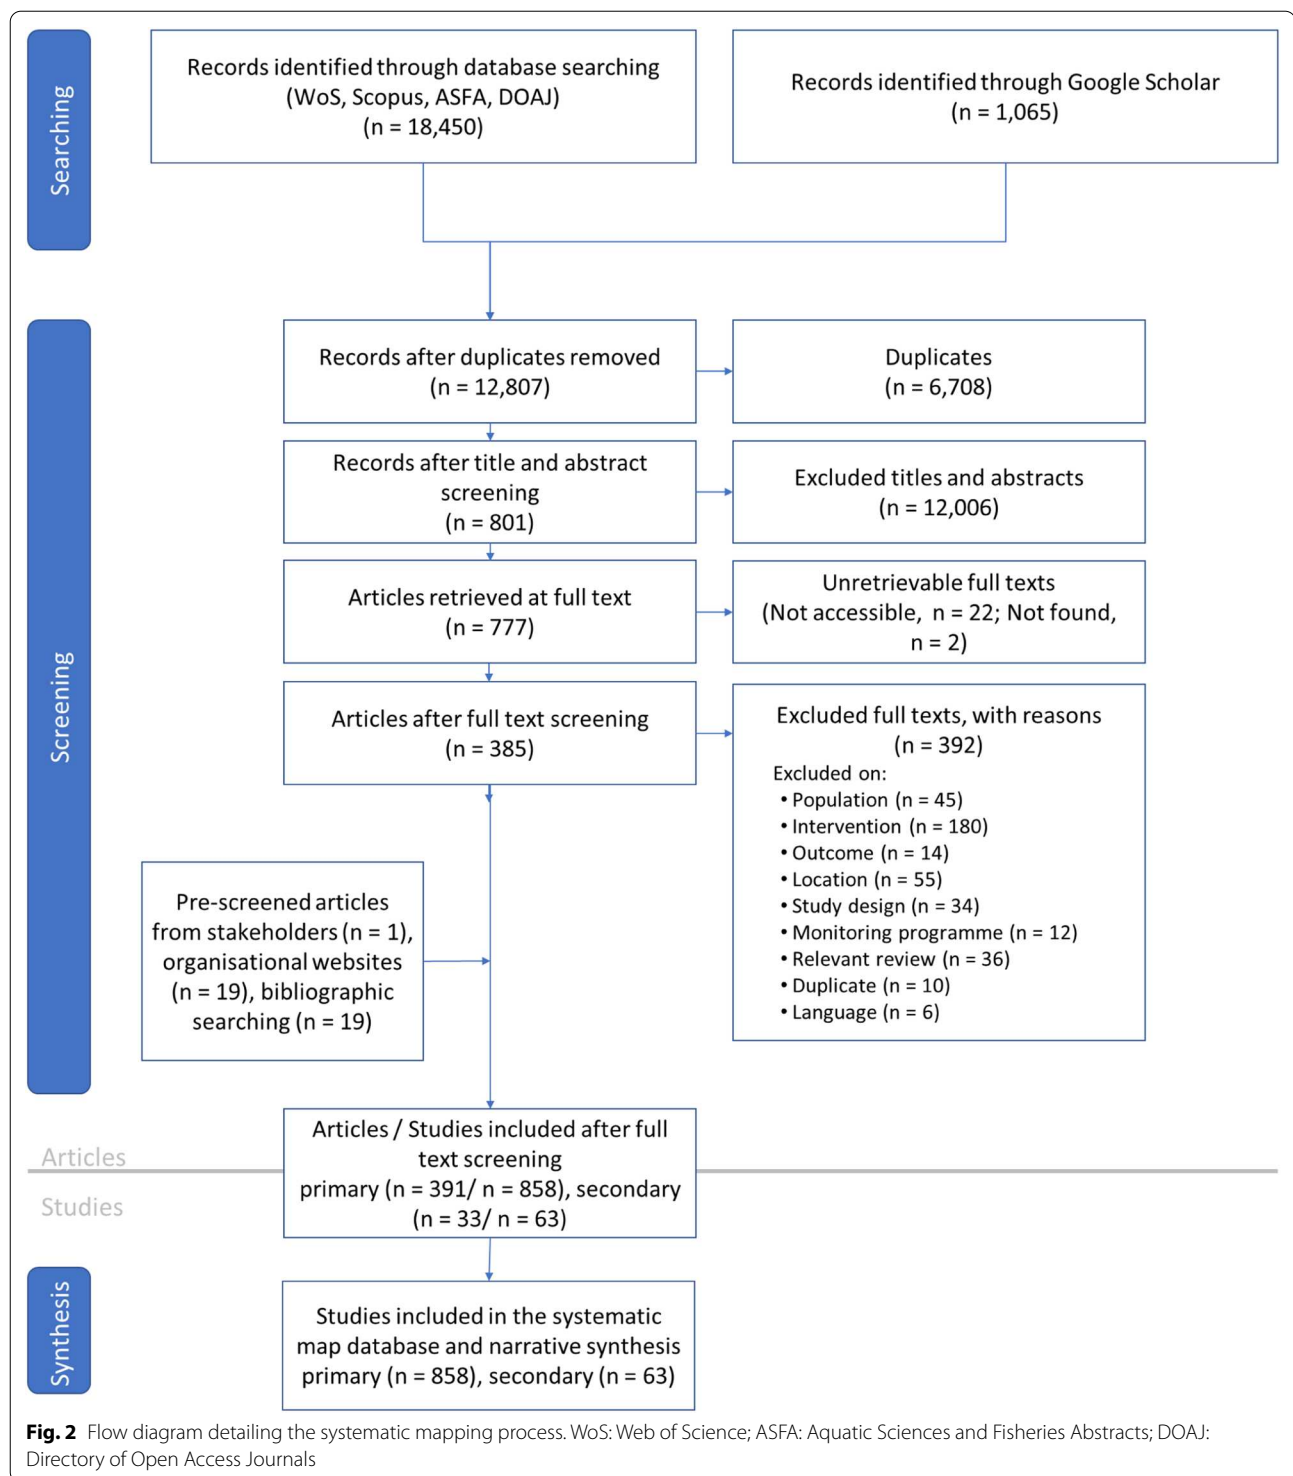 Searching
Records identified through database searching
(WoS, Scopus, ASFA, DOAJ)
(n = 18,450)
Records identified through Google Scholar
(n = 1,065)
Screening
Records after duplicates removed
(n = 12,807)
Duplicates
(n = 6,708)
Records after title and abstract
screening
(n = 801)
Excluded titles and abstracts
(n = 12,006)
Articles retrieved at full text
(n = 777)
Unretrievable full texts
(Not accessible, n = 22; Not found,
n = 2)
Articles after full text screening
(n = 385)
Excluded full texts, with reasons
(n = 392)
Excluded on:
• Population (n = 45)
• Intervention (n = 180)
• Outcome (n = 14)
• Location (n = 55)
• Study design (n = 34)
• Monitoring programme (n = 12)
• Relevant review (n = 36)
• Duplicate (n = 10)
• Language (n = 6)
Pre-screened articles
from stakeholders (n = 1),
organisational websites
(n = 19), bibliographic
searching (n = 19)
Articles
Studies
Articles / Studies included after full
text screening
primary (n = 391/ n = 858), secondary
(n = 33/ n = 63)
Synthesis
Studies included in the systematic
map database and narrative synthesis
primary (n = 858), secondary (n = 63)
Fig. 2 Flow diagram detailing the systematic mapping process. WoS: Web of Science; ASFA: Aquatic Sciences and Fisheries Abstracts; DOAJ:
Directory of Open Access Journals